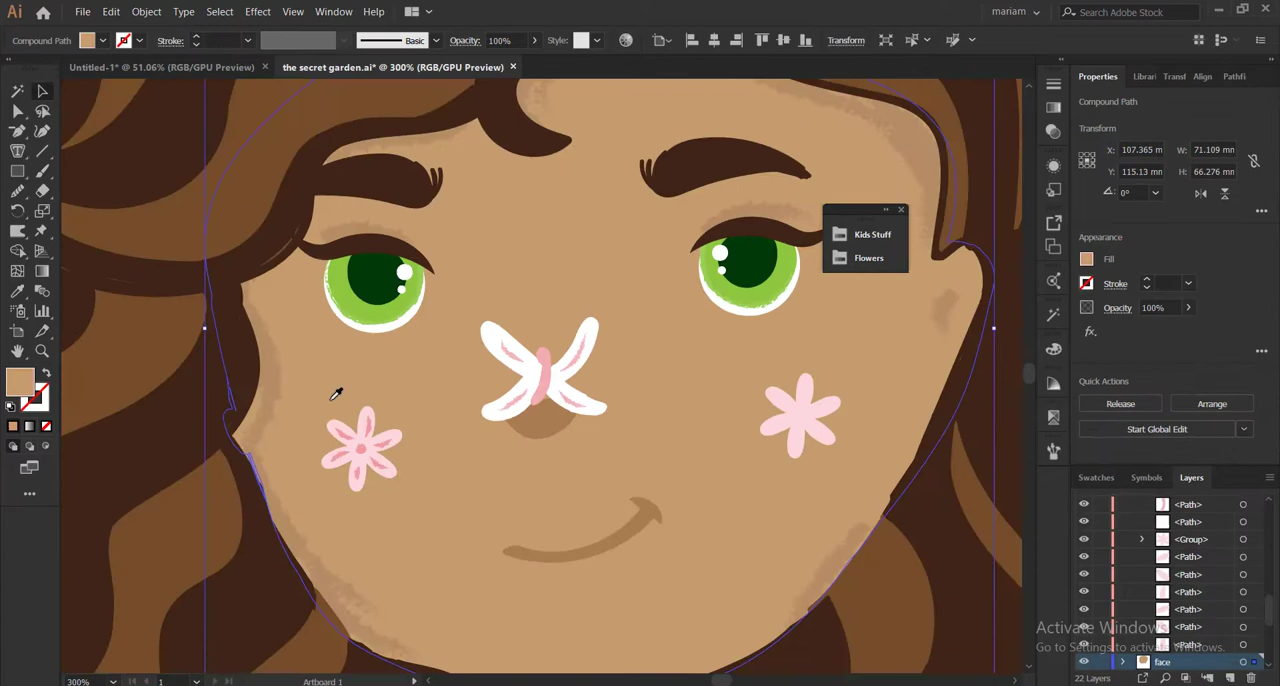 Ai File Edit Object Type Select Effect View Window Help mariam Search Adobe Stock
Compound Path Stroke: Basic Opacity: 100% Style: Transform
Untitled-1* @ 51.06% (RGB/GPU Preview) × the secret garden.ai* @ 300% (RGB/GPU Preview) ×
Properties Librari Transf Align Pathfi
Compound Path
Transform
X: 107.365 m W: 71.109 mn
Y: 115.13 mm H: 66.276 mn
0°
Kids Stuff
Flowers
Appearance
Fill
Stroke
Opacity 100%
fx.
Quick Actions
Release Arrange
Start Global Edit
Swatches Symbols Layers
<Path>
<Path>
<Group>
<Path>
<Path>
<Path>
<Path>
<Path>
<Path>
face
Activate Windows
Go to Settings to activate Windows.
22 Layers
300% 1 Artboard 1